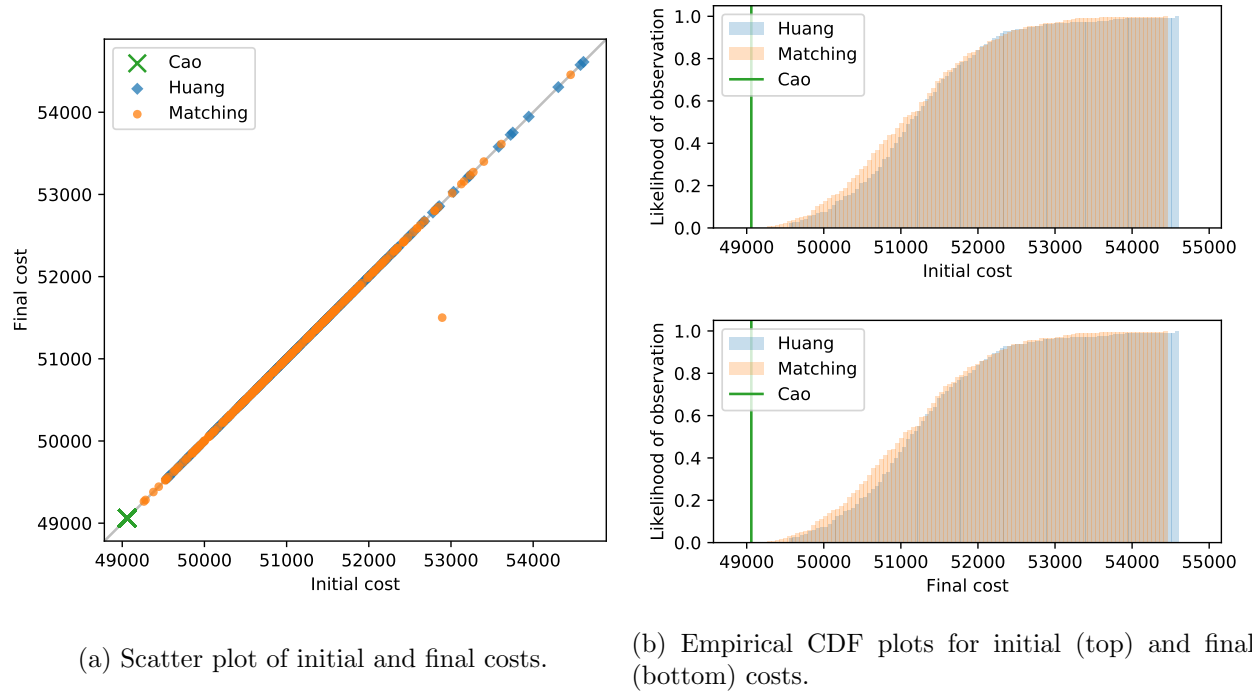 Cao
Huang
Matching
54000
53000
52000
51000
50000
49000
Final cost
49000 50000 51000 52000 53000 54000
Initial cost
(a) Scatter plot of initial and final costs.
1.0
0.8
0.6
0.4
0.2
0.0
Likelihood of observation
Huang
Matching
Cao
49000 50000 51000 52000 53000 54000 55000
Initial cost
1.0
0.8
0.6
0.4
0.2
0.0
Likelihood of observation
Huang
Matching
Cao
49000 50000 51000 52000 53000 54000 55000
Final cost
(b) Empirical CDF plots for initial (top) and final
(bottom) costs.